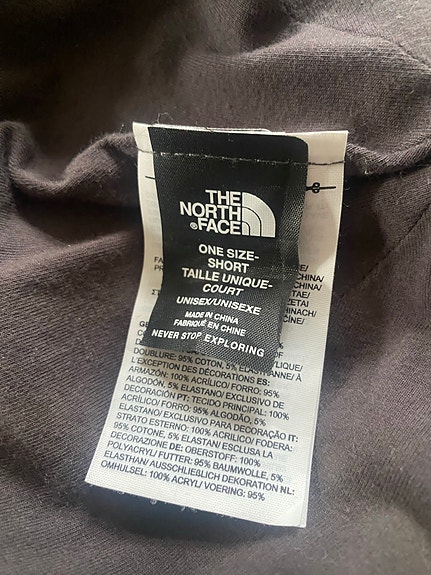 THE
NORTH
FACE
ONE SIZE-
SHORT
TAILLE UNIQUE-
COURT
UNISEX/UNISEXE
MADE IN CHINA
FABRIQUÉ EN CHINE
NEVER STOP EXPLORING
DOUBLURE: 95% COTON, 5% ELASTHANNE/ À
L'EXCEPTION DES DÉCORATIONS ES:
ARMAZÓN: 100% ACRÍLICO/ FORRO: 95%
ALGODÓN, 5% ELASTANO/ EXCLUSIVO DE
DECORACIÓN PT: TECIDO PRINCIPAL: 100%
ACRÍLICO/ FORRO: 95% ALGODÃO, 5%
ELASTANO/ EXCLUSIVO PARA DECORAÇÃO IT:
STRATO ESTERNO: 100% ACRILICO/ FODERA:
95% COTONE, 5% ELASTAN/ ESCLUSA LA
DECORAZIONE DE: OBERSTOFF: 100%
POLYACRYL/ FUTTER: 95% BAUMWOLLE, 5%
ELASTHAN/ AUSSCHLIEßLICH DEKORATION NL:
OMHULSEL: 100% ACRYL/ VOERING: 95%